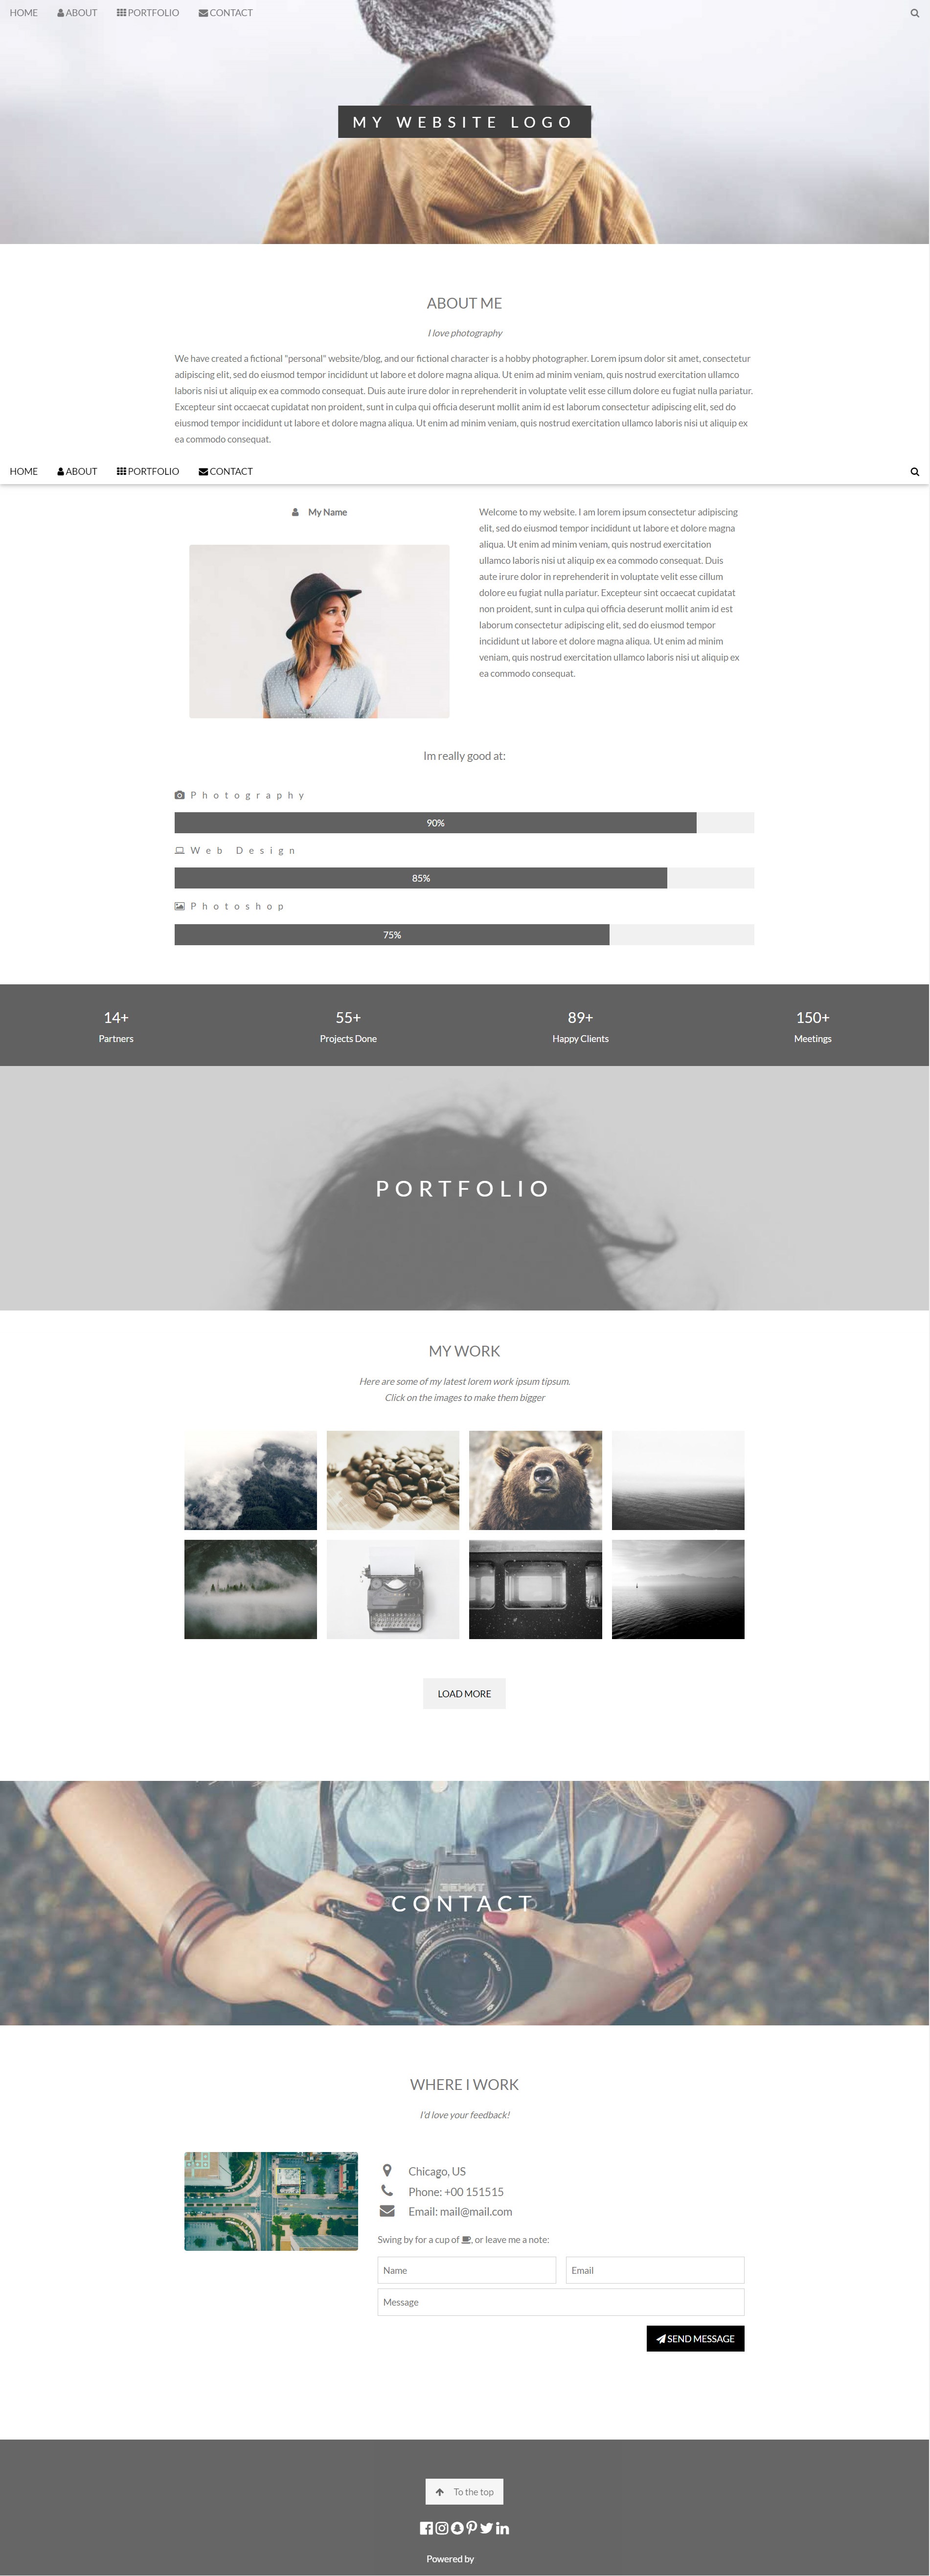 HOME ABOUT PORTFOLIO CONTACT
MY WEBSITE LOGO
ABOUT ME
I love photography
We have created a fictional "personal" website/blog, and our fictional character is a hobby photographer. Lorem ipsum dolor sit amet, consectetur
adipiscing elit, sed do eiusmod tempor incididunt ut labore et dolore magna aliqua. Ut enim ad minim veniam, quis nostrud exercitation ullamco
laboris nisi ut aliquip ex ea commodo consequat. Duis aute irure dolor in reprehenderit in voluptate velit esse cillum dolore eu fugiat nulla pariatur.
Excepteur sint occaecat cupidatat non proident, sunt in culpa qui officia deserunt mollit anim id est laborum consectetur adipiscing elit, sed do
eiusmod tempor incididunt ut labore et dolore magna aliqua. Ut enim ad minim veniam, quis nostrud exercitation ullamco laboris nisi ut aliquip ex
ea commodo consequat.
HOME ABOUT PORTFOLIO CONTACT
My Name
Welcome to my website. I am lorem ipsum consectetur adipiscing
elit, sed do eiusmod tempor incididunt ut labore et dolore magna
aliqua. Ut enim ad minim veniam, quis nostrud exercitation
ullamco laboris nisi ut aliquip ex ea commodo consequat. Duis
aute irure dolor in reprehenderit in voluptate velit esse cillum
dolore eu fugiat nulla pariatur. Excepteur sint occaecat cupidatat
non proident, sunt in culpa qui officia deserunt mollit anim id est
laborum consectetur adipiscing elit, sed do eiusmod tempor
incididunt ut labore et dolore magna aliqua. Ut enim ad minim
veniam, quis nostrud exercitation ullamco laboris nisi ut aliquip ex
ea commodo consequat.
Im really good at:
Photography
90%
Web Design
85%
Photoshop
75%
14+ 55+ 89+ 150+
Partners Projects Done Happy Clients Meetings
PORTFOLIO
MY WORK
Here are some of my latest lorem work ipsum tipsum.
Click on the images to make them bigger
LOAD MORE
CONTACT
WHERE I WORK
I'd love your feedback!
Chicago, US
Phone: +00 151515
Email: mail@mail.com
Swing by for a cup of , or leave me a note:
Name Email
Message
SEND MESSAGE
To the top
Powered by